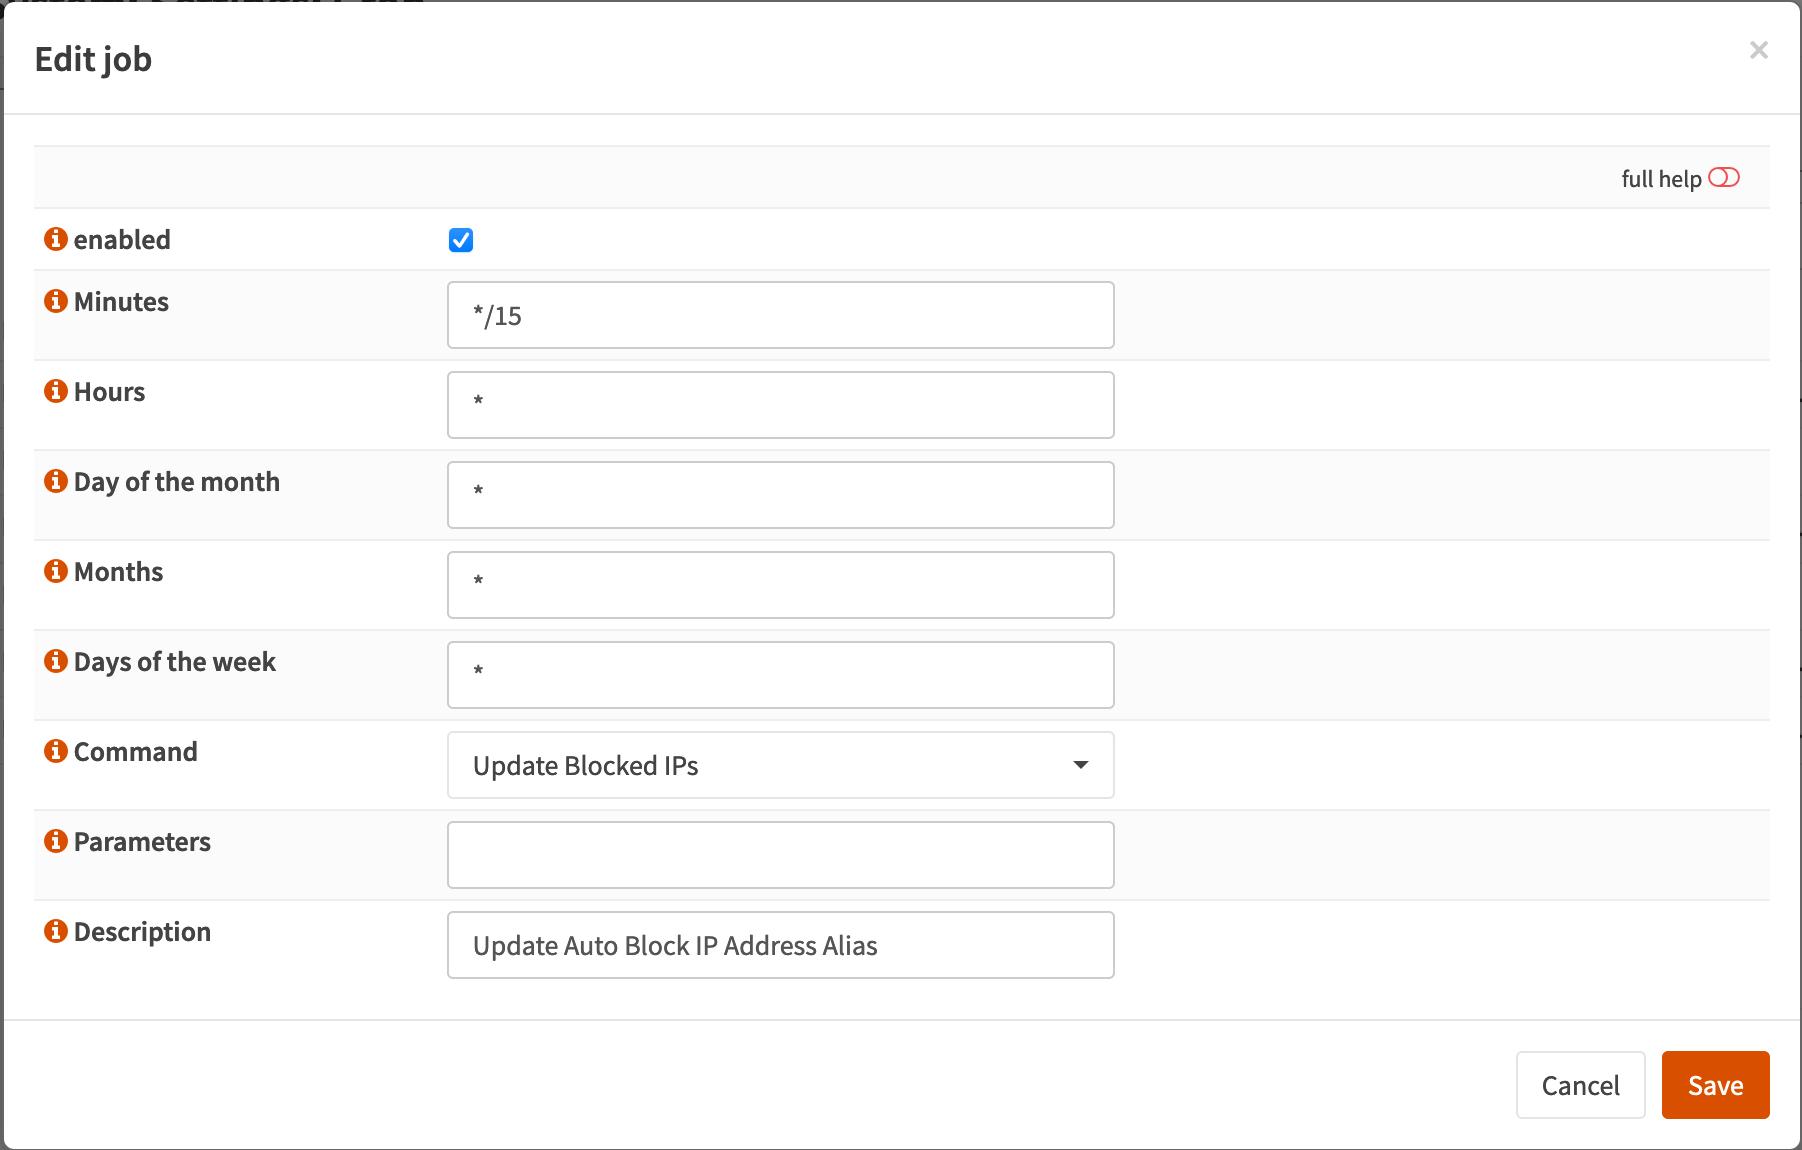 Edit job
×
full help
enabled
Minutes
*/15
Hours
*
Day of the month
*
Months
*
Days of the week
*
Command
Update Blocked IPs
Parameters
Description
Update Auto Block IP Address Alias
Cancel
Save